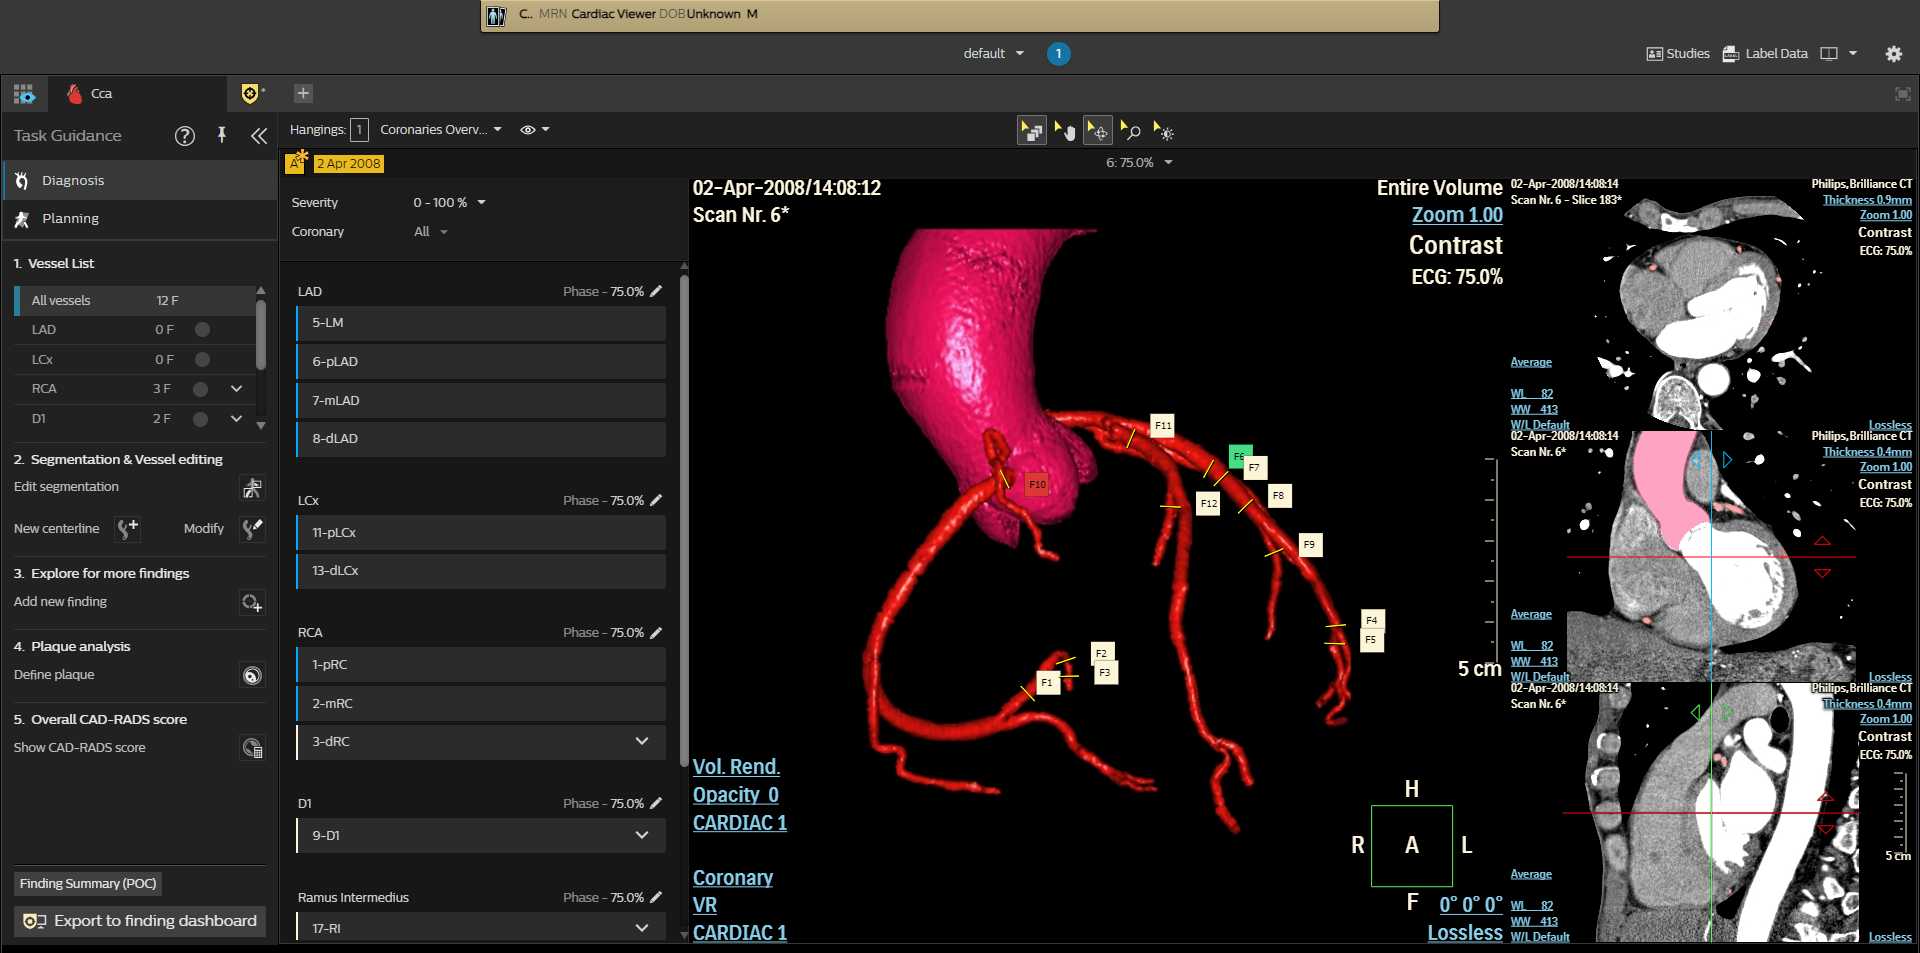 C.. MRN Cardiac Viewer DOB Unknown M
default 1
Studies Label Data
Cca
Task Guidance
Hangings: 1 Coronaries Overv...
A 2 Apr 2008
6: 75.0%
Diagnosis
Planning
1. Vessel List
All vessels 12 F
LAD 0 F
LCx 0 F
RCA 3 F
D1 2 F
2. Segmentation & Vessel editing
Edit segmentation
New centerline Modify
3. Explore for more findings
Add new finding
4. Plaque analysis
Define plaque
5. Overall CAD-RADS score
Show CAD-RADS score
Finding Summary (POC)
Export to finding dashboard
Severity 0 - 100 %
Coronary All
LAD Phase - 75.0%
5-LM
6-pLAD
7-mLAD
8-dLAD
LCx Phase - 75.0%
11-pLCx
13-dLCx
RCA Phase - 75.0%
1-pRC
2-mRC
3-dRC
D1 Phase - 75.0%
9-D1
Ramus Intermedius Phase - 75.0%
17-RI
02-Apr-2008/14:08:12
Scan Nr. 6*
Entire Volume
Zoom 1.00
Contrast
ECG: 75.0%
F11
F6
F7
F8
F12
F10
F9
F4
F5
F2
F3
F1
5 cm
Vol. Rend.
Opacity 0
CARDIAC 1
Coronary
VR
CARDIAC 1
H
R A L
F
0° 0° 0°
Lossless
02-Apr-2008/14:08:14
Scan Nr. 6 - Slice 183*
Philips,Brilliance CT
Thickness 0.9mm
Zoom 1.00
Contrast
ECG: 75.0%
Average
WL 82
WW 413
W/L Default
Lossless
02-Apr-2008/14:08:14
Scan Nr. 6*
Philips,Brilliance CT
Thickness 0.4mm
Zoom 1.00
Contrast
ECG: 75.0%
Average
WL 82
WW 413
W/L Default
Lossless
02-Apr-2008/14:08:14
Scan Nr. 6*
Philips,Brilliance CT
Thickness 0.4mm
Zoom 1.00
Contrast
ECG: 75.0%
5 cm
Average
WL 82
WW 413
W/L Default
Lossless